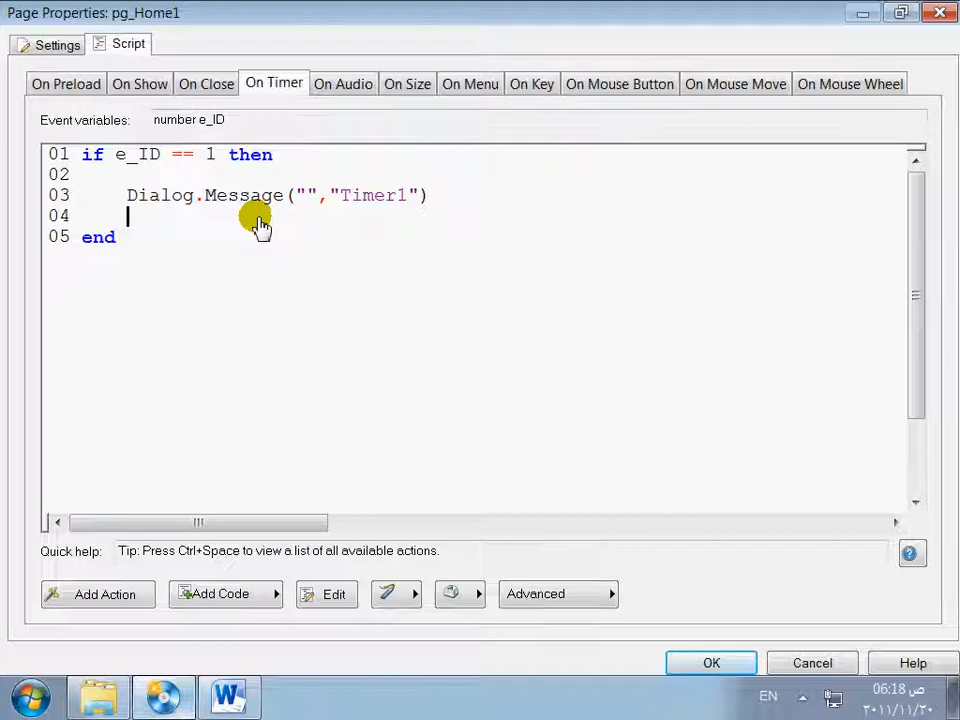 Page Properties: pg_Home1
Settings Script
On Preload On Show On Close On Timer On Audio On Size On Menu On Key On Mouse Button On Mouse Move On Mouse Wheel
Event variables: number e_ID
01 if e_ID == 1 then
02
03 Dialog.Message("","Timer1")
04
05 end
Quick help: Tip: Press Ctrl+Space to view a list of all available actions.
Add Action Add Code Edit Advanced
OK Cancel Help
EN 06:18 ص
٢٠١١/١١/٢٠